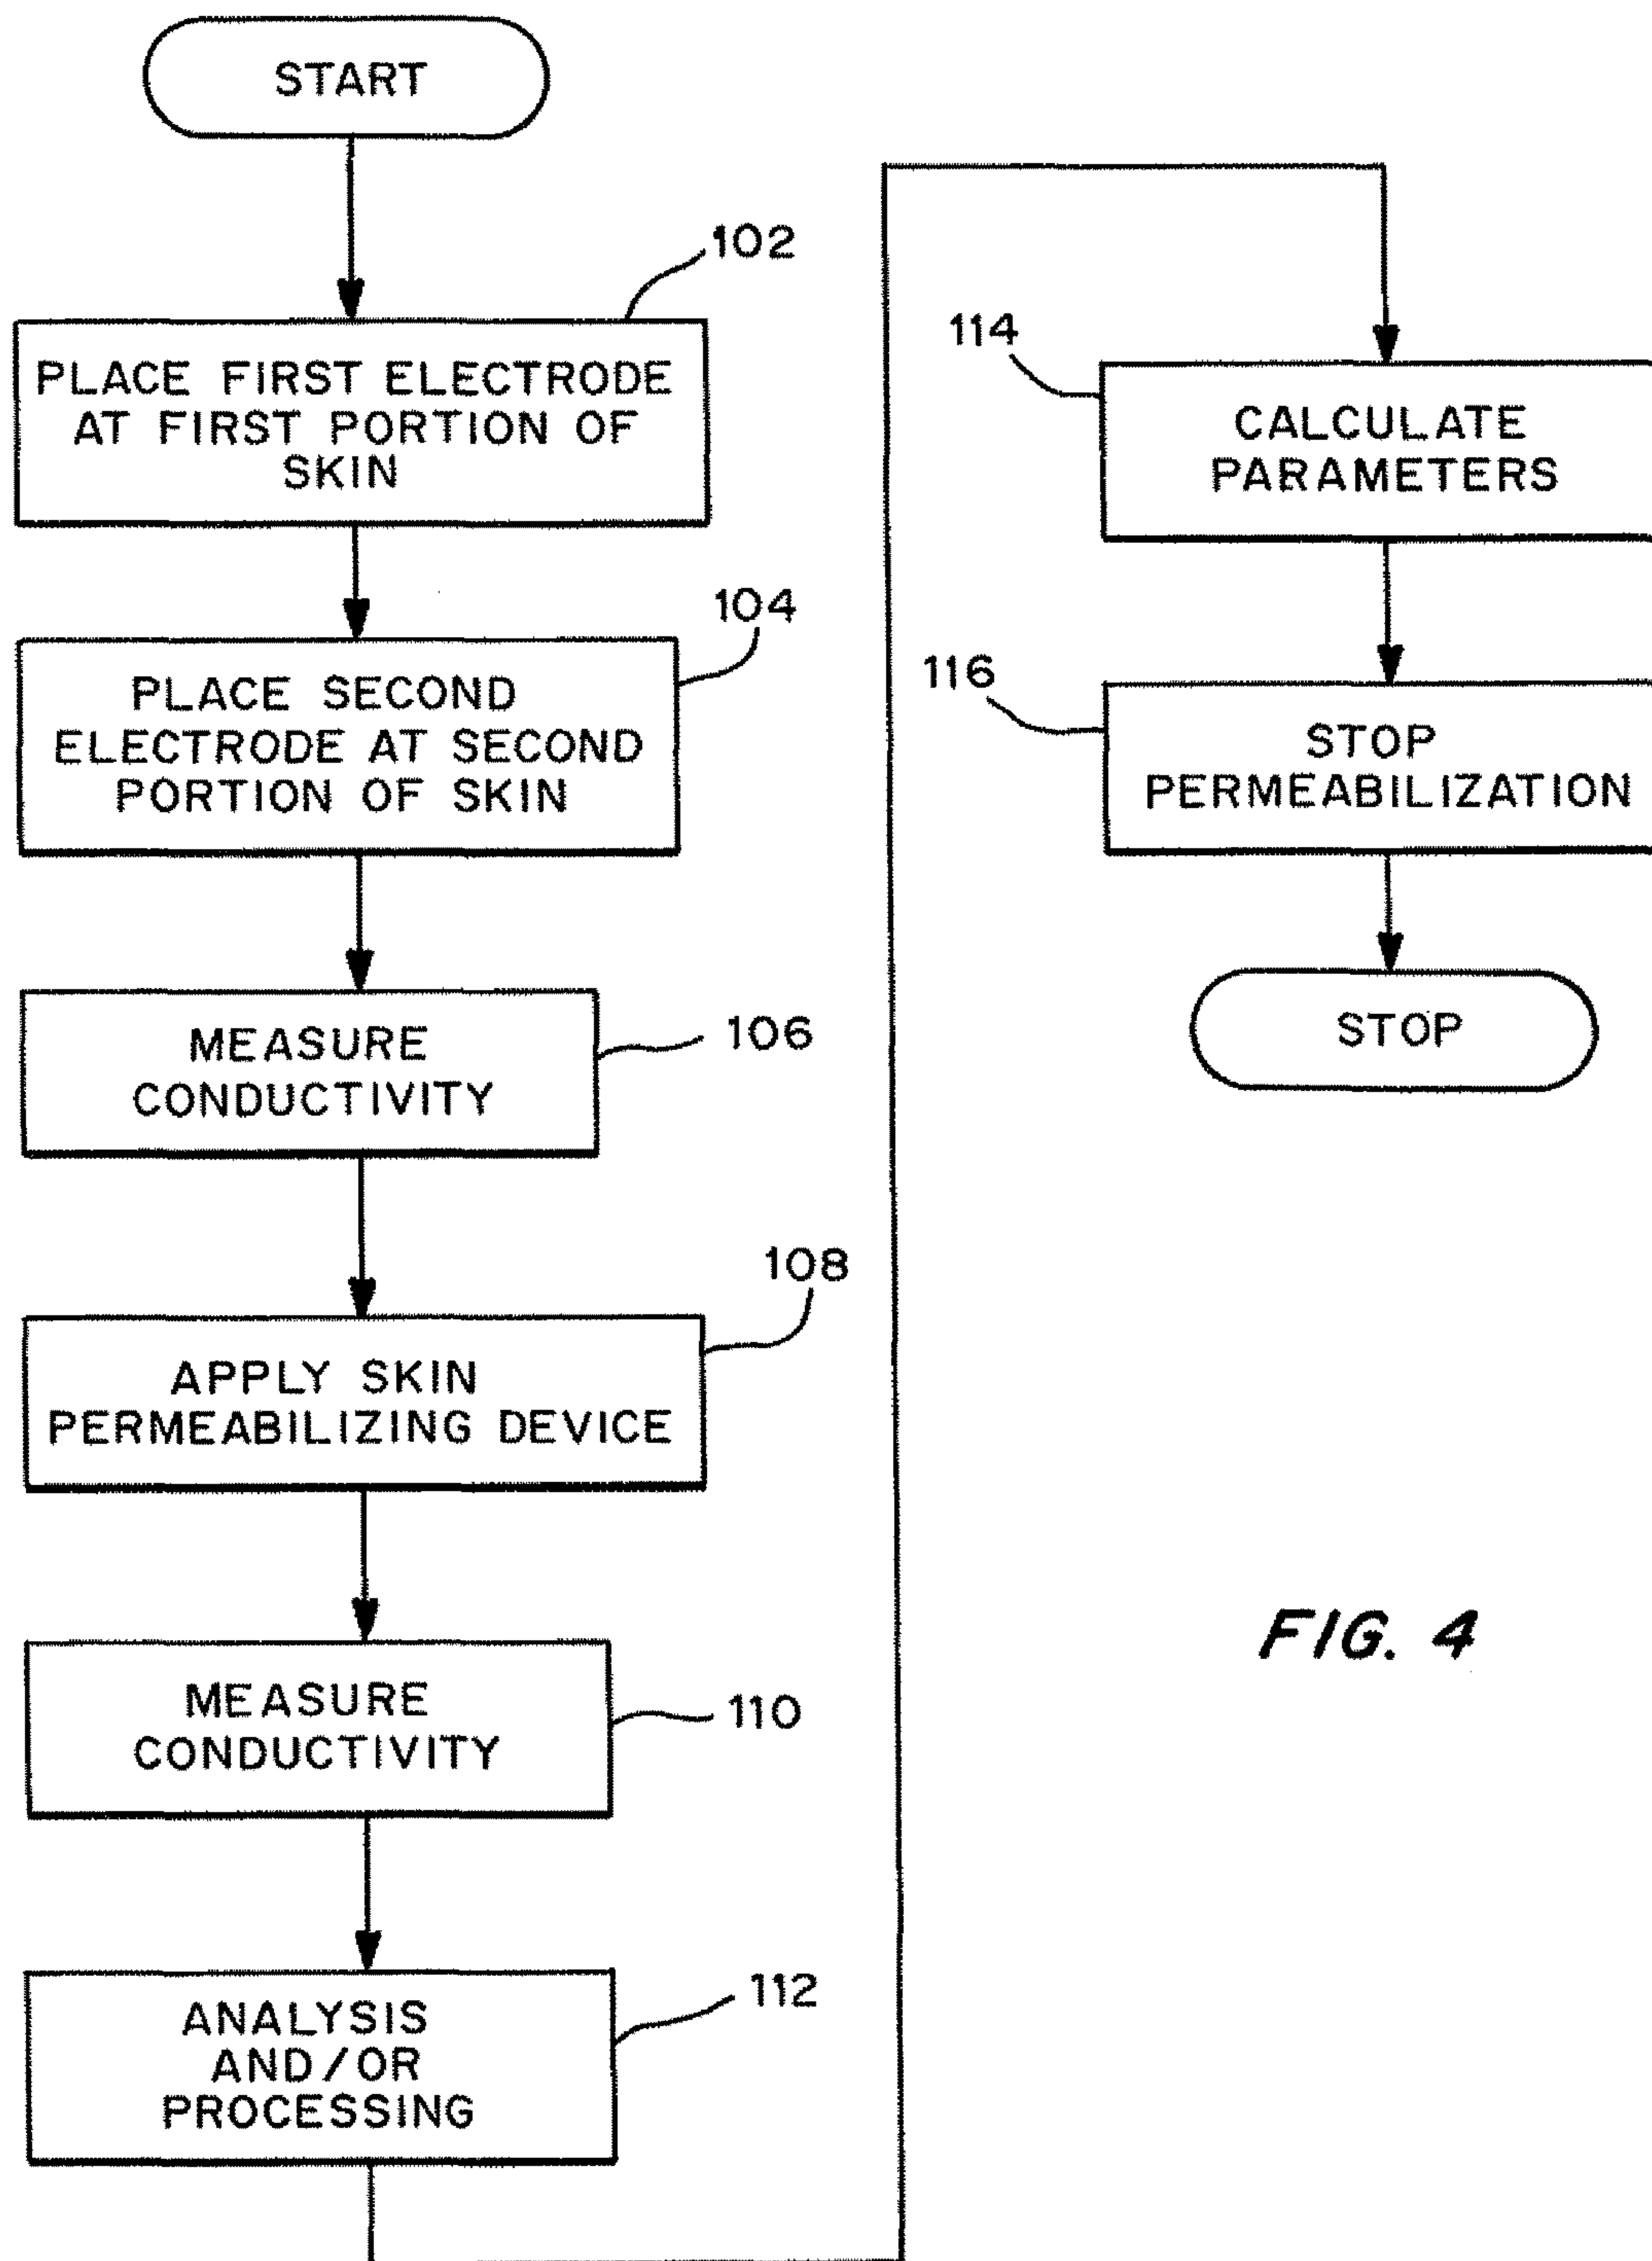 START
102
PLACE FIRST ELECTRODE
AT FIRST PORTION OF
SKIN
104
PLACE SECOND
ELECTRODE AT SECOND
PORTION OF SKIN
106
MEASURE
CONDUCTIVITY
108
APPLY SKIN
PERMEABILIZING DEVICE
110
MEASURE
CONDUCTIVITY
112
ANALYSIS
AND/OR
PROCESSING
114
CALCULATE
PARAMETERS
116
STOP
PERMEABILIZATION
STOP
FIG. 4